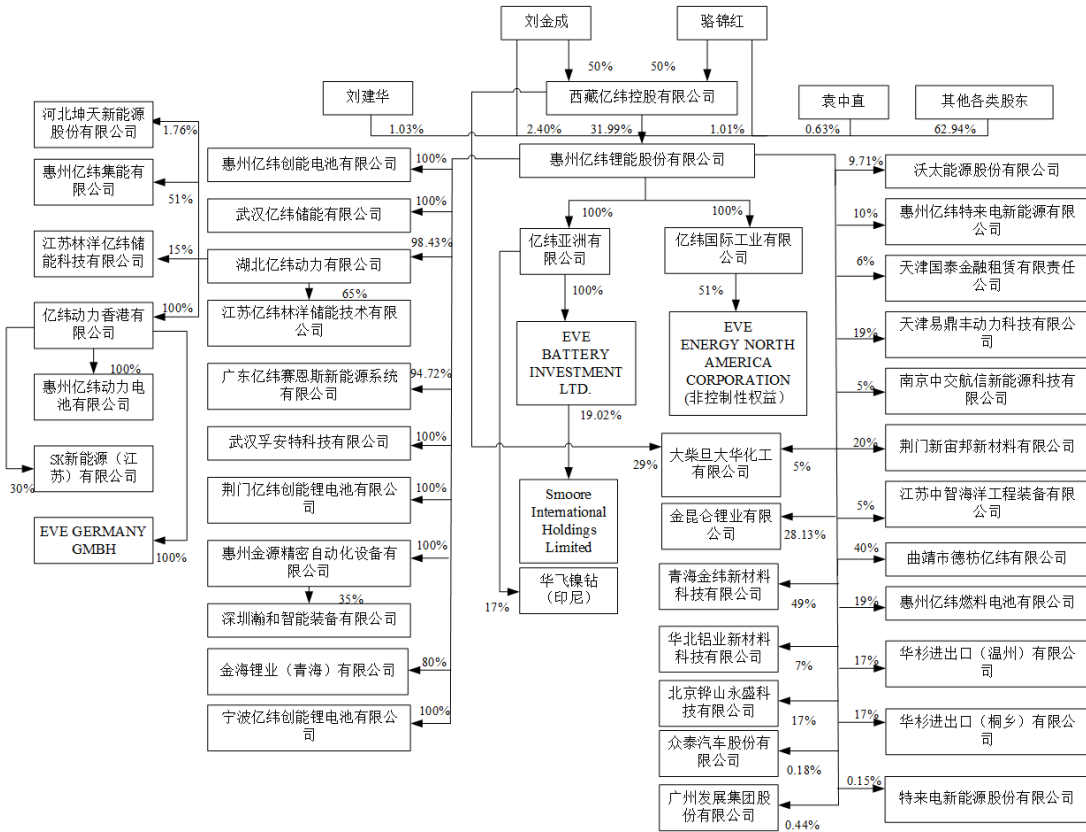 刘金成
骆锦红
50%
50%
刘建华
西藏亿纬控股有限公司
袁中直
其他各类股东
1.03%
2.40%
31.99%
1.01%
0.63%
62.94%
河北坤天新能源
股份有限公司
1.76%
惠州亿纬集能有
限公司
51%
江苏林洋亿纬储
能科技有限公司
15%
亿纬动力香港有
限公司
100%
100%
惠州亿纬动力电
池有限公司
SK新能源（江
苏）有限公司
30%
EVE GERMANY
GMBH
100%
惠州亿纬创能电池有限公司
100%
武汉亿纬储能有限公司
100%
湖北亿纬动力有限公司
98.43%
65%
江苏亿纬林洋储能技术有限
公司
广东亿纬赛恩斯新能源系统
有限公司
94.72%
武汉孚安特科技有限公司
100%
荆门亿纬创能锂电池有限公
司
100%
惠州金源精密自动化设备有
限公司
100%
35%
深圳瀚和智能装备有限公司
金海锂业（青海）有限公司
80%
宁波亿纬创能锂电池有限公
司
100%
惠州亿纬锂能股份有限公司
100%
100%
亿纬亚洲有
限公司
亿纬国际工业有
限公司
100%
51%
EVE
BATTERY
INVESTMENT
LTD.
EVE
ENERGY NORTH
AMERICA
CORPORATION
(非控制性权益）
19.02%
Smoore
International
Holdings
Limited
17%
华飞镍钴
（印尼）
大柴旦大华化工
有限公司
29%
5%
金昆仑锂业有限
公司
28.13%
青海金纬新材料
科技有限公司
49%
华北铝业新材料
科技有限公司
7%
北京铧山永盛科
技有限公司
17%
众泰汽车股份有
限公司
0.18%
广州发展集团股
份有限公司
0.44%
9.71%
沃太能源股份有限公司
10%
惠州亿纬特来电新能源有限
公司
6%
天津国泰金融租赁有限责任
公司
19%
天津易鼎丰动力科技有限公
司
5%
南京中交航信新能源科技有
限公司
20%
荆门新宙邦新材料有限公司
5%
江苏中智海洋工程装备有限
公司
40%
曲靖市德枋亿纬有限公司
19%
惠州亿纬燃料电池有限公司
17%
华杉进出口（温州）有限公
司
17%
华杉进出口（桐乡）有限公
司
0.15%
特来电新能源股份有限公司